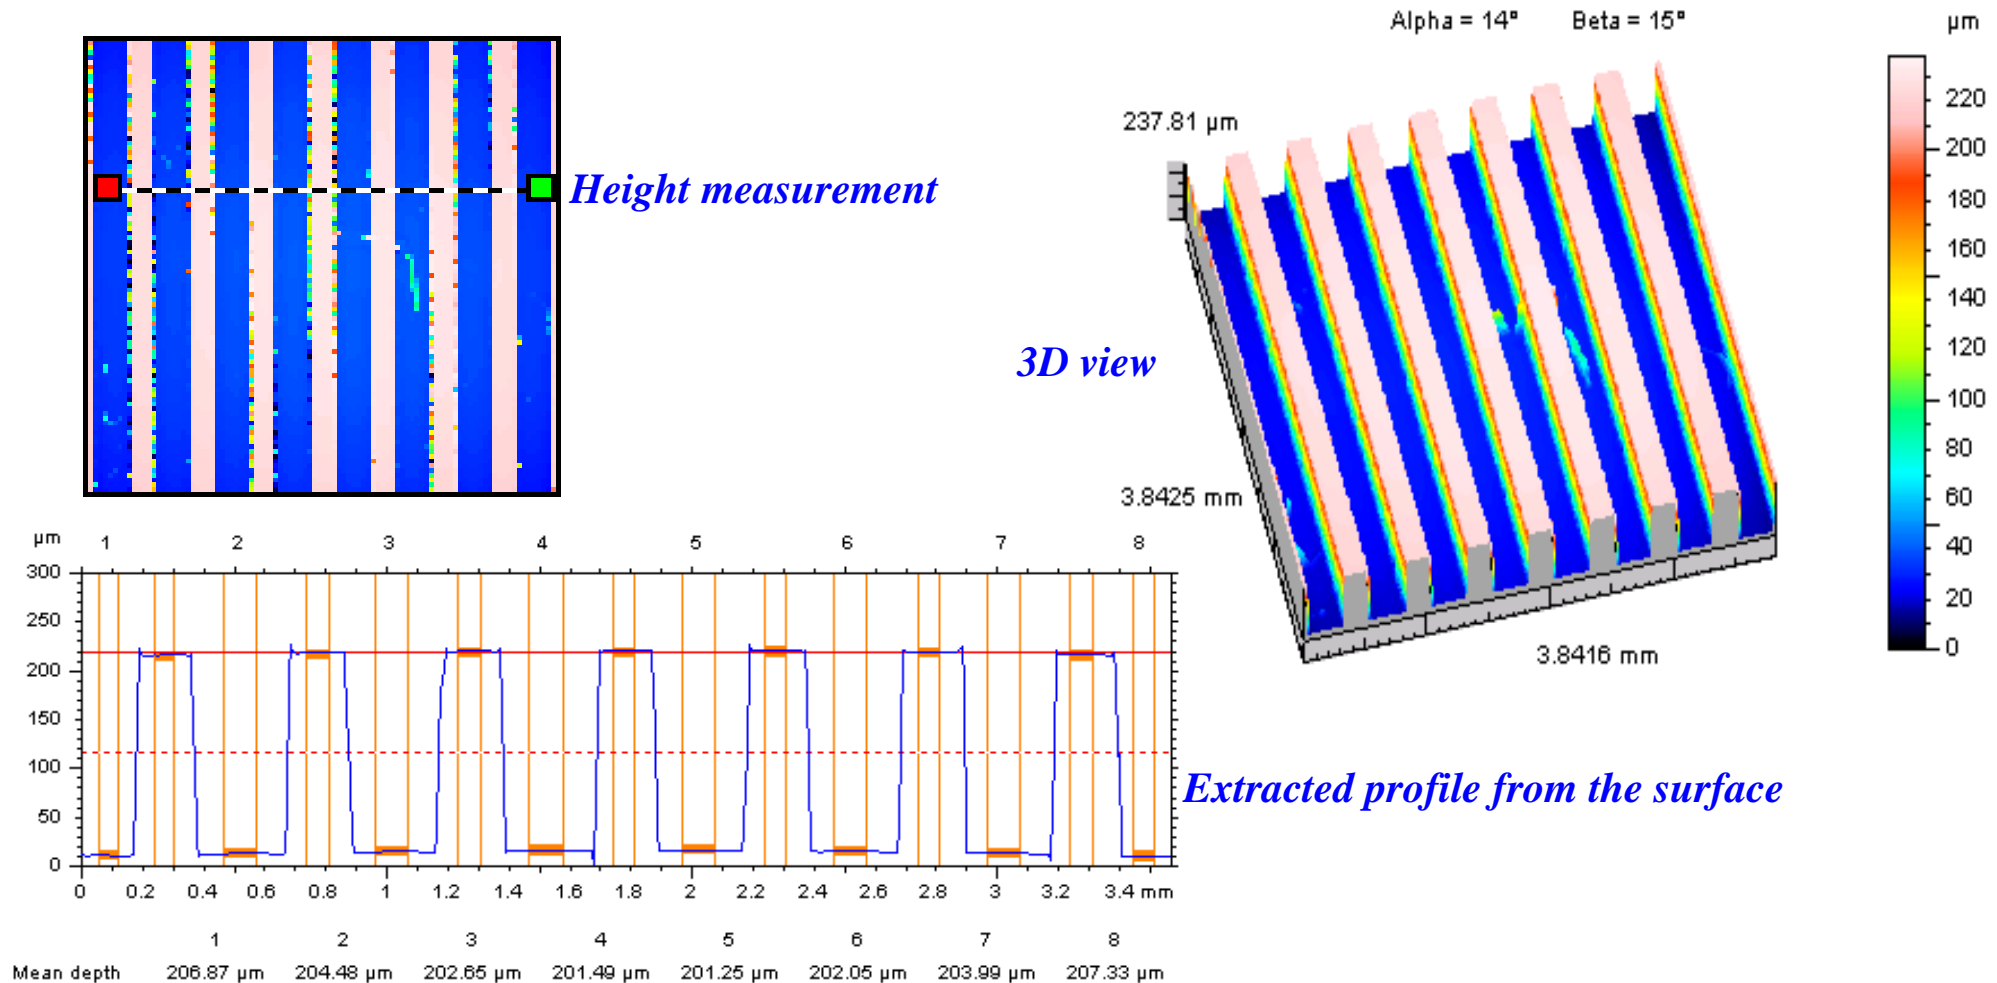 Alpha = 14° Beta = 15°
µm
237.81 µm
220
200
180
160
140
120
100
80
60
40
20
0
Height measurement
3D view
3.8425 mm
3.8416 mm
µm 1 2 3 4 5 6 7 8
300
250
200
150
100
50
0
0 0.2 0.4 0.6 0.8 1 1.2 1.4 1.6 1.8 2 2.2 2.4 2.6 2.8 3 3.2 3.4 mm
Extracted profile from the surface
1 2 3 4 5 6 7 8
Mean depth 206.87 µm 204.48 µm 202.65 µm 201.49 µm 201.25 µm 202.05 µm 203.99 µm 207.33 µm